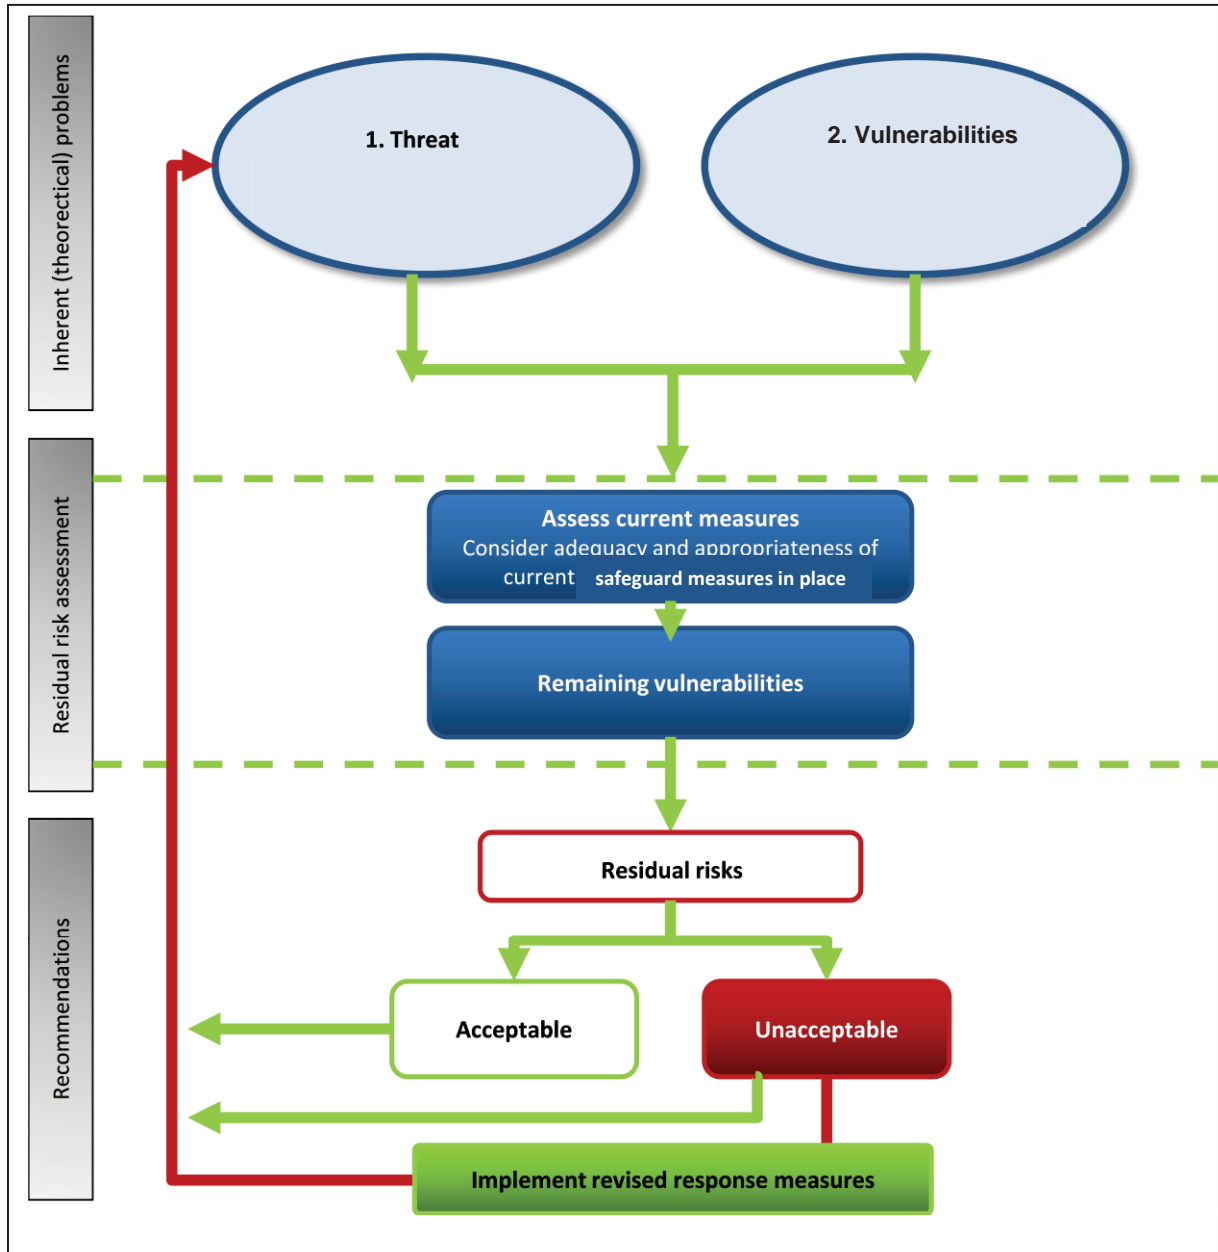 Inherent (theorectical) problems
1. Threat
2. Vulnerabilities
Residual risk assessment
Assess current measures
Consider adequacy and appropriateness of
current safeguard measures in place
Remaining vulnerabilities
Recommendations
Residual risks
Acceptable
Unacceptable
Implement revised response measures